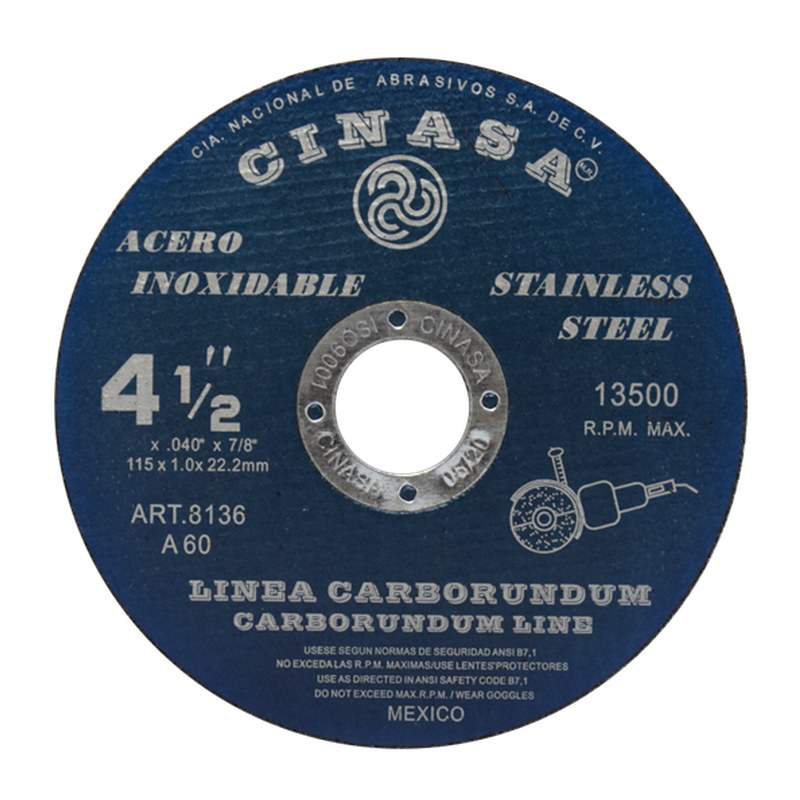 CIA. NACIONAL DE ABRASIVOS S.A. DE C.V.
CINASA M.R.
ACERO
INOXIDABLE
STAINLESS
STEEL
ISO9001 CINASA
CINASA 05/20
4 1/2"
x .040" x 7/8"
115 x 1.0 x 22.2mm
13500
R.P.M. MAX.
ART.8136
A 60
LINEA CARBORUNDUM
CARBORUNDUM LINE
USESE SEGUN NORMAS DE SEGURIDAD ANSI B7,1
NO EXCEDA LAS R.P.M. MAXIMAS/USE LENTES PROTECTORES
USE AS DIRECTED IN ANSI SAFETY CODE B7,1
DO NOT EXCEED MAX.R.P.M. / WEAR GOGGLES
MEXICO